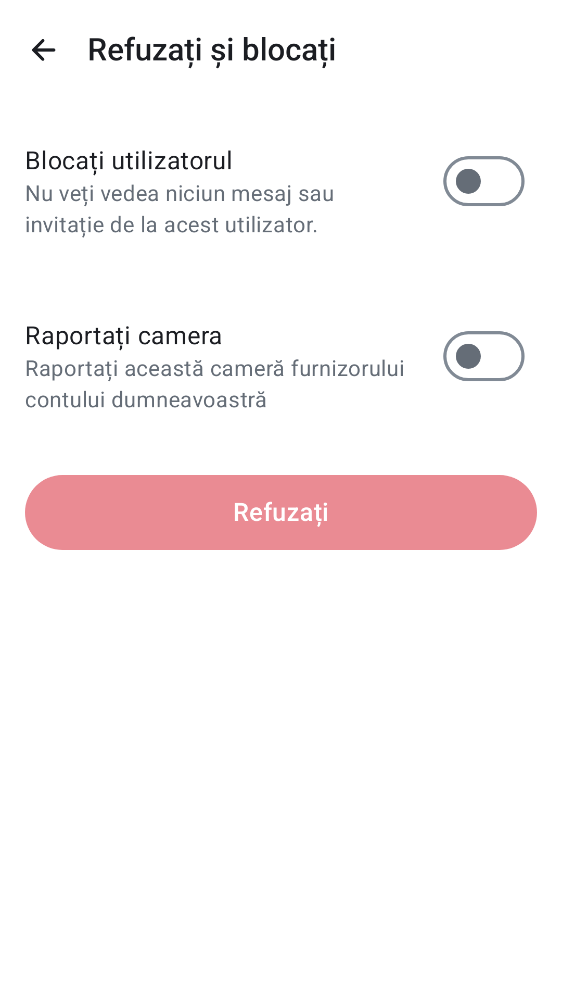 Refuzați și blocați
Blocați utilizatorul
Nu veți vedea niciun mesaj sau
invitație de la acest utilizator.
Raportați camera
Raportați această cameră furnizorului
contului dumneavoastră
Refuzați